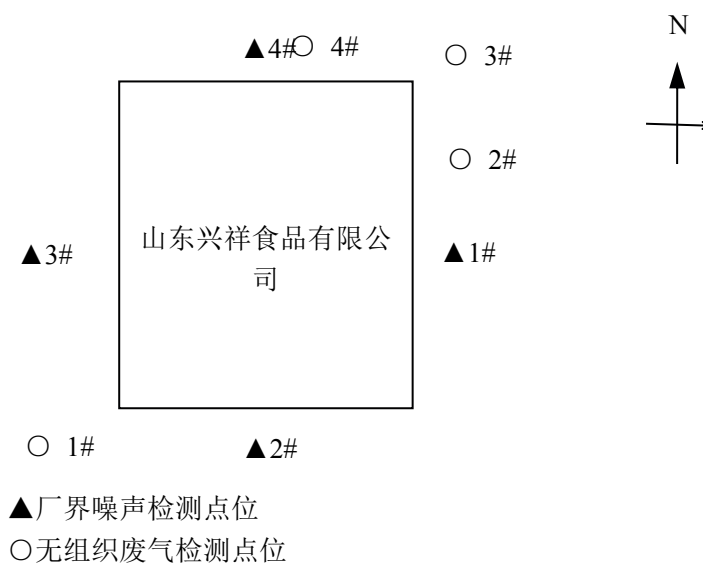 N
▲4#○ 4#
○ 3#
○ 2#
山东兴祥食品有限公
司
▲3#
▲1#
○ 1#
▲2#
▲厂界噪声检测点位
○无组织废气检测点位